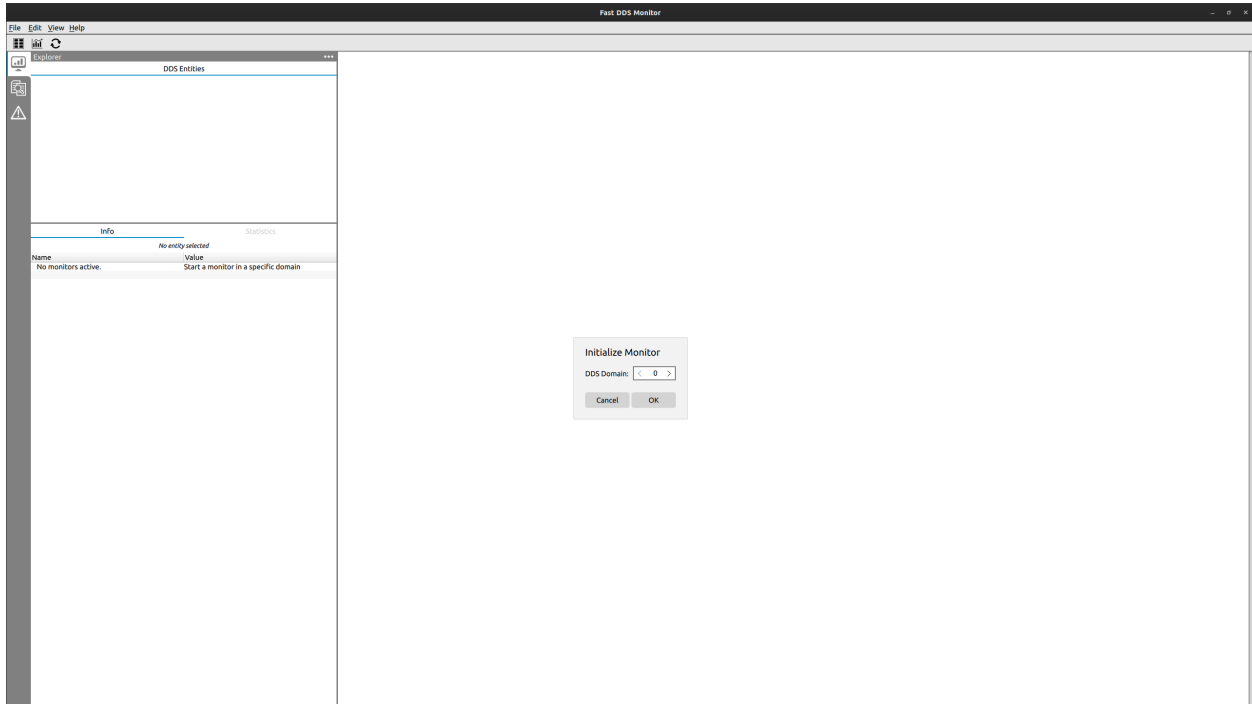 Fast DDS Monitor
File Edit View Help
Explorer
DDS Entities
Info Statistics
No entity selected
Name Value
No monitors active. Start a monitor in a specific domain
Initialize Monitor
DDS Domain: < 0 >
Cancel OK